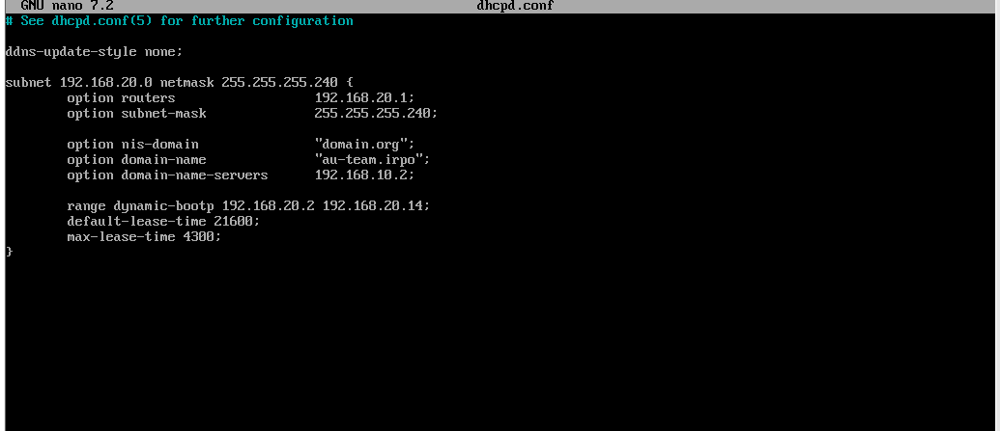 GNU nano 7.2 dhcpd.conf
# See dhcpd.conf(5) for further configuration
ddns-update-style none;
subnet 192.168.20.0 netmask 255.255.255.240 {
option routers 192.168.20.1;
option subnet-mask 255.255.255.240;
option nis-domain "domain.org";
option domain-name "au-team.irpo";
option domain-name-servers 192.168.10.2;
range dynamic-bootp 192.168.20.2 192.168.20.14;
default-lease-time 21600;
max-lease-time 4300;
}